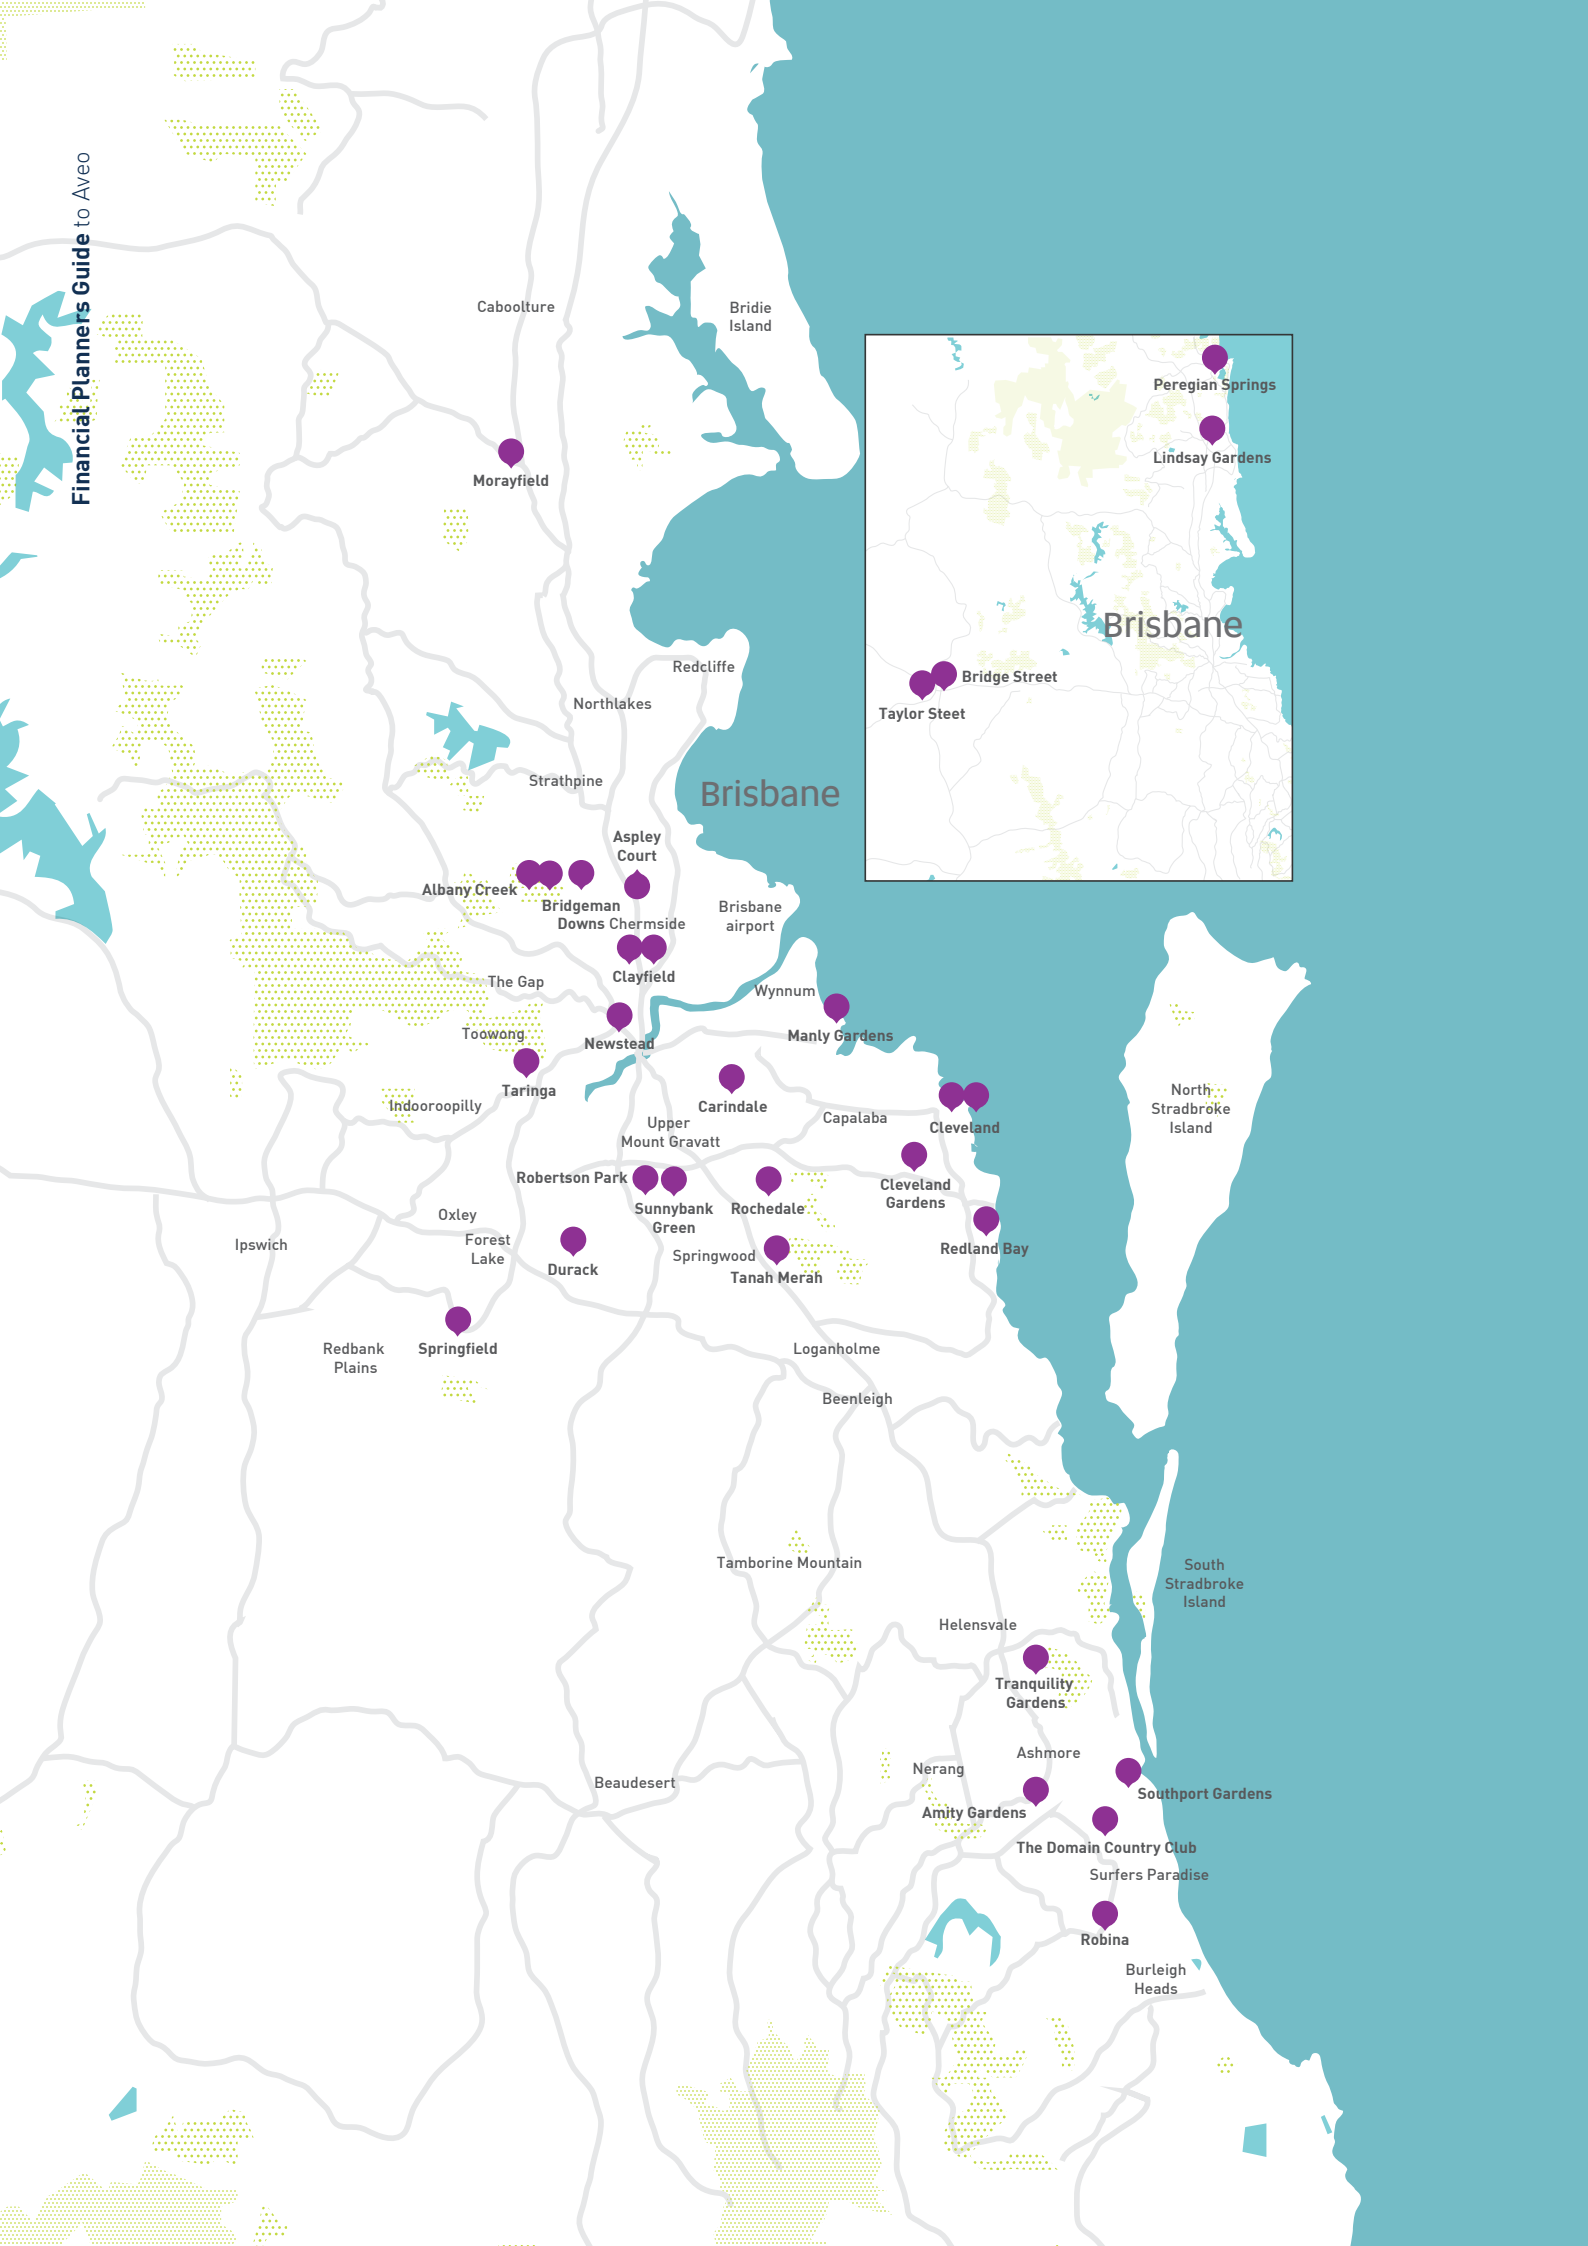 Financial Planners Guide to Aveo
Caboolture
Bridie
Island
Morayfield
Peregian Springs
Lindsay Gardens
Brisbane
Bridge Street
Taylor Steet
Redcliffe
Northlakes
Strathpine
Brisbane
Aspley
Court
Albany Creek
Bridgeman
Downs Chermside
Brisbane
airport
Clayfield
The Gap
Wynnum
Toowong
Newstead
Manly Gardens
Taringa
Indooroopilly
Carindale
Capalaba
Cleveland
North
Stradbroke
Island
Upper
Mount Gravatt
Robertson Park
Sunnybank
Green
Rochedale
Cleveland
Gardens
Oxley
Ipswich
Forest
Lake
Durack
Springwood
Tanah Merah
Redland Bay
Redbank
Plains
Springfield
Loganholme
Beenleigh
Tamborine Mountain
South
Stradbroke
Island
Helensvale
Tranquility
Gardens
Ashmore
Nerang
Beaudesert
Southport Gardens
Amity Gardens
The Domain Country Club
Surfers Paradise
Robina
Burleigh
Heads